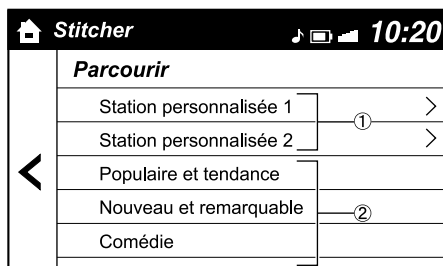 Stitcher 10:20
Parcourir
Station personnalisée 1
①
Station personnalisée 2
Populaire et tendance
Nouveau et remarquable
②
Comédie